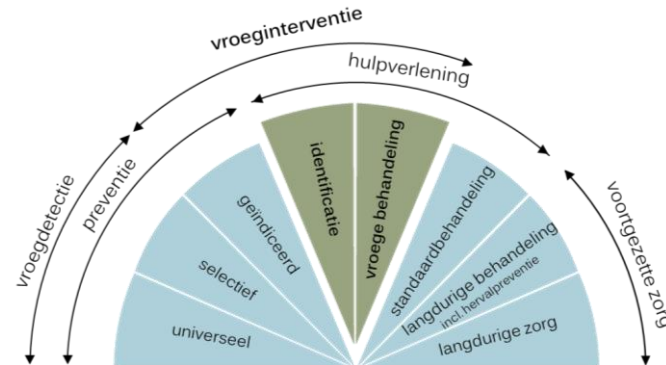 vroeginterventie
hulpverlening
vroegdetectie
preventie
voortgezette zorg
universeel
selectief
geïndiceerd
identificatie
vroege behandeling
standaardbehandeling
langdurige behandeling
incl. hervalpreventie
langdurige zorg